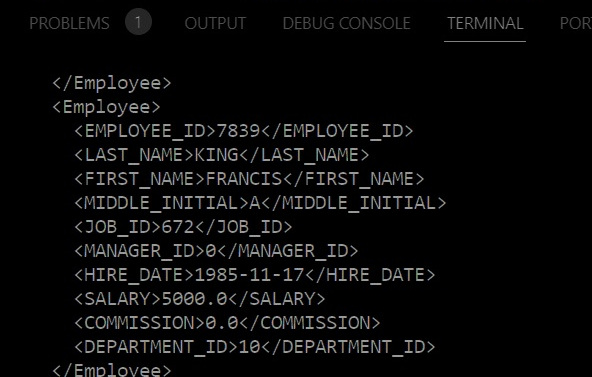 PROBLEMS 1 OUTPUT DEBUG CONSOLE TERMINAL POR
</Employee>
<Employee>
<EMPLOYEE_ID>7839</EMPLOYEE_ID>
<LAST_NAME>KING</LAST_NAME>
<FIRST_NAME>FRANCIS</FIRST_NAME>
<MIDDLE_INITIAL>A</MIDDLE_INITIAL>
<JOB_ID>672</JOB_ID>
<MANAGER_ID>0</MANAGER_ID>
<HIRE_DATE>1985-11-17</HIRE_DATE>
<SALARY>5000.0</SALARY>
<COMMISSION>0.0</COMMISSION>
<DEPARTMENT_ID>10</DEPARTMENT_ID>
</Employee>